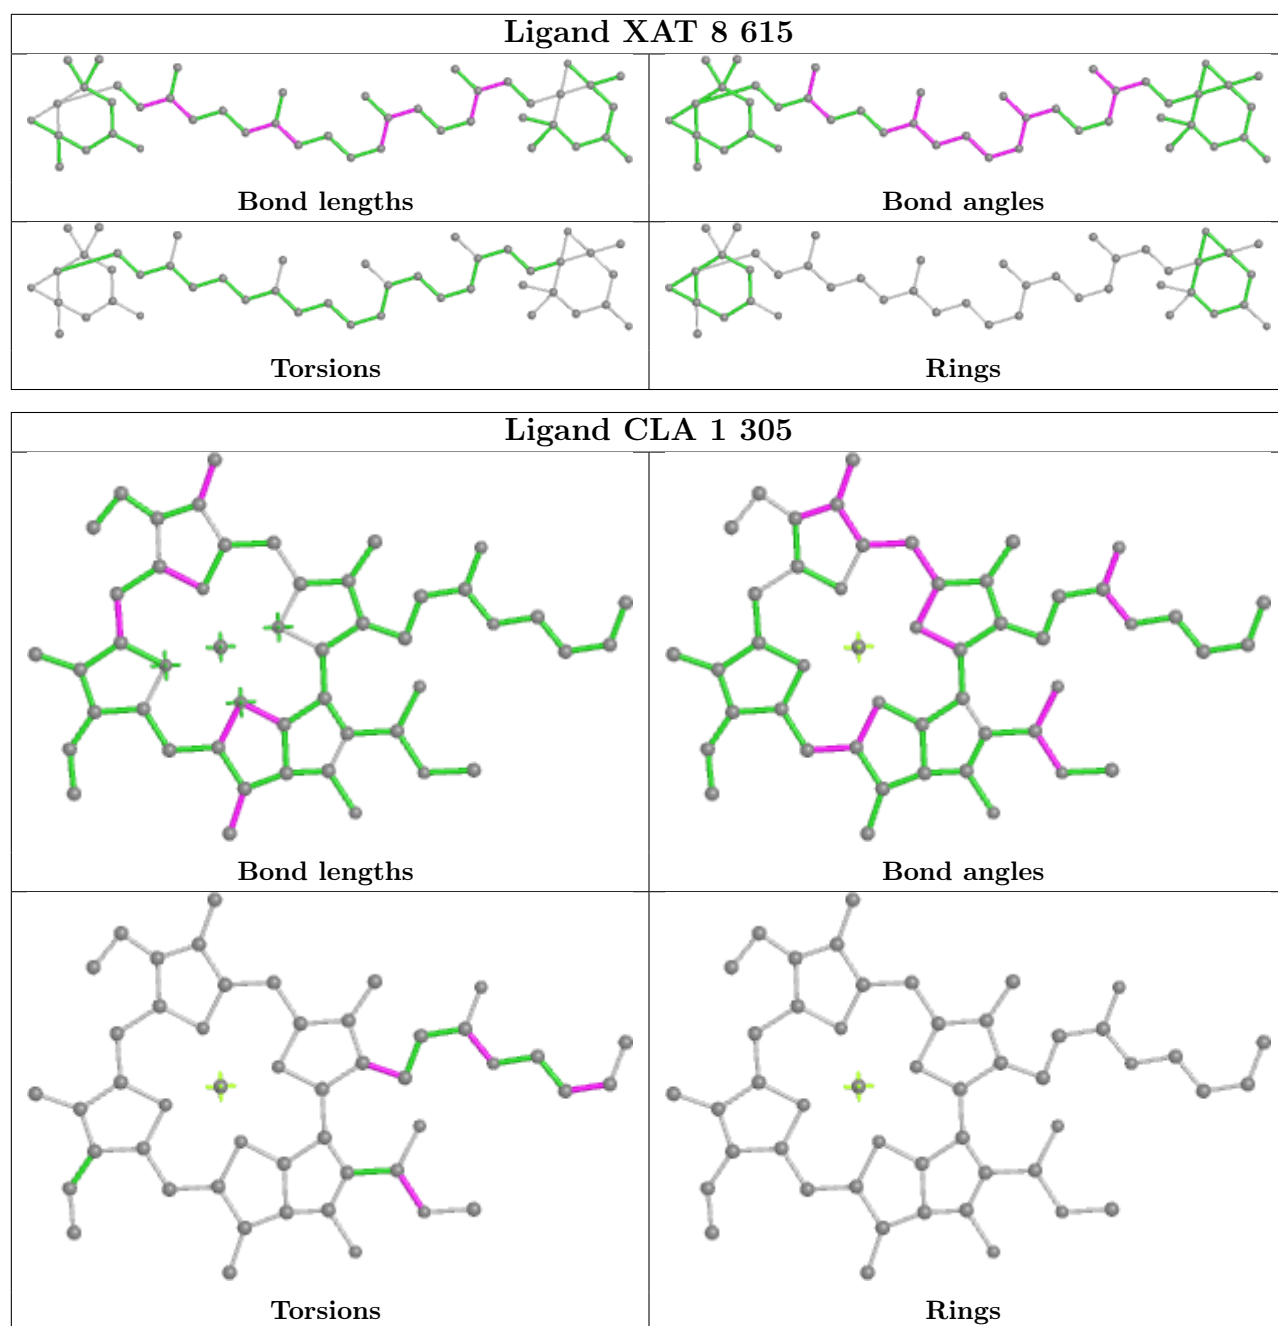 Ligand XAT 8 615
Bond lengths
Bond angles
Torsions
Rings
Ligand CLA 1 305
Bond lengths
Bond angles
Torsions
Rings